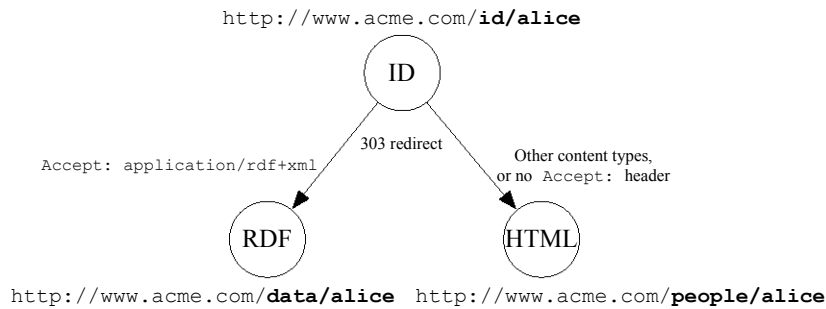 http://www.acme.com/id/alice
ID
303 redirect
Accept: application/rdf+xml
Other content types,
or no Accept: header
RDF
HTML
http://www.acme.com/data/alice
http://www.acme.com/people/alice